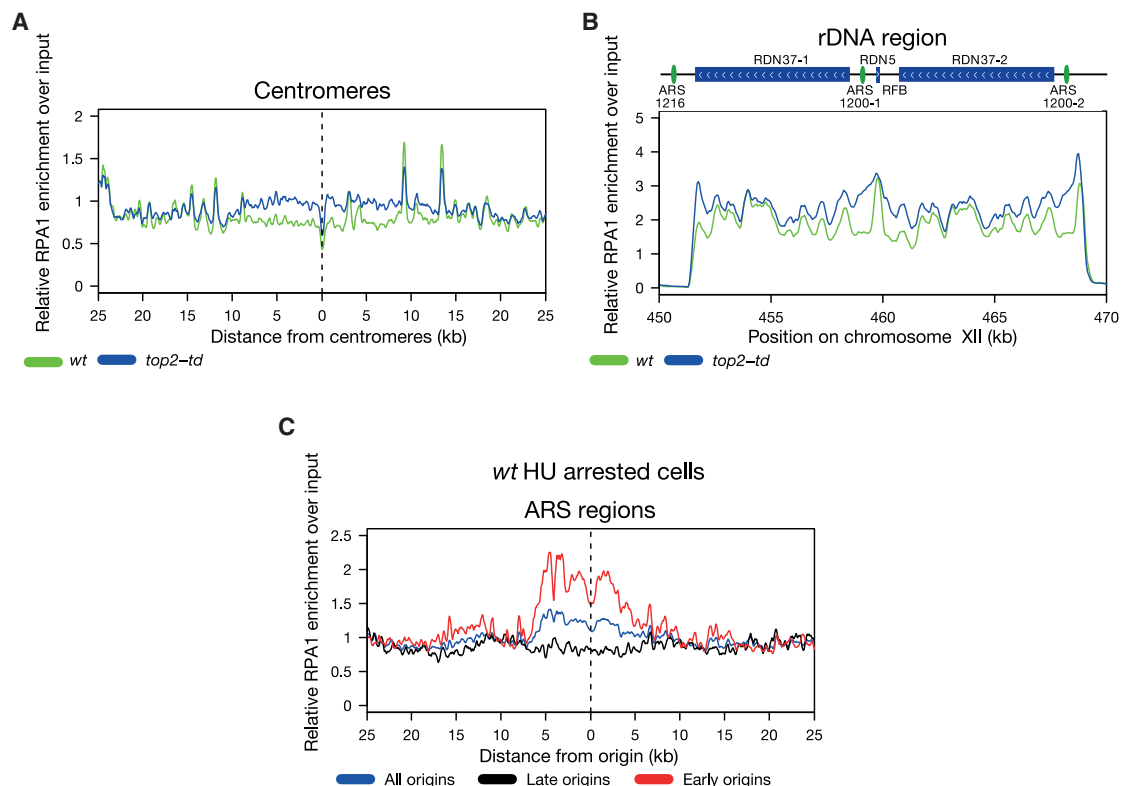 A
Centromeres
Relative RPA1 enrichment over input
2
1.5
1
0.5
0
25 20 15 10 5 0 5 10 15 20 25
Distance from centromeres (kb)
wt top2–td
B
rDNA region
RDN37-1 RDN5 RDN37-2
ARS 1216 ARS 1200-1 RFB ARS 1200-2
Relative RPA1 enrichment over input
5
4
3
2
1
0
450 455 460 465 470
Position on chromosome XII (kb)
wt top2–td
C
wt HU arrested cells
ARS regions
Relative RPA1 enrichment over input
2.5
2
1.5
1
0.5
0
25 20 15 10 5 0 5 10 15 20 25
Distance from origin (kb)
All origins Late origins Early origins